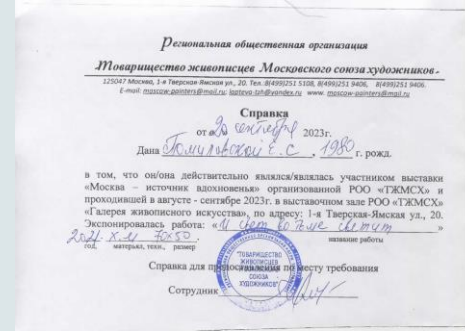 Региональная общественная организация
Товарищество живописцев Московского союза художников.
125047 Москва, 1-я Тверская-Ямская ул., 20. Тел.:8(499)251 5108, 8(499)251 9406, 8(499)251 9406.
E-mail: moscow-painters@mail.ru; lapteva-tzh@yandex.ru www. moscow-painters@mail.ru
Справка
от «20 сентября 2023г.
Дана Томиловской Е.С, 1980 г. рожд.
в том, что он/она действительно являлся/являлась участником выставки
«Москва – источник вдохновенья» организованной РОО «ТЖМСХ» и
проходившей в августе - сентябре 2023г. в выставочном зале РОО «ТЖМСХ»
«Галерея живописного искусства», по адресу: 1-я Тверская-Ямская ул., 20.
Экспонировалась работа: «И свет во тьме светит»
2021 х.м 70х50.
год, материал, техн., размер название работы
"ТОВАРИЩЕСТВО
ЖИВОПИСЦЕВ
СОЮЗА
ХУДОЖНИКОВ"
Справка для предоставления по месту требования
Сотрудник